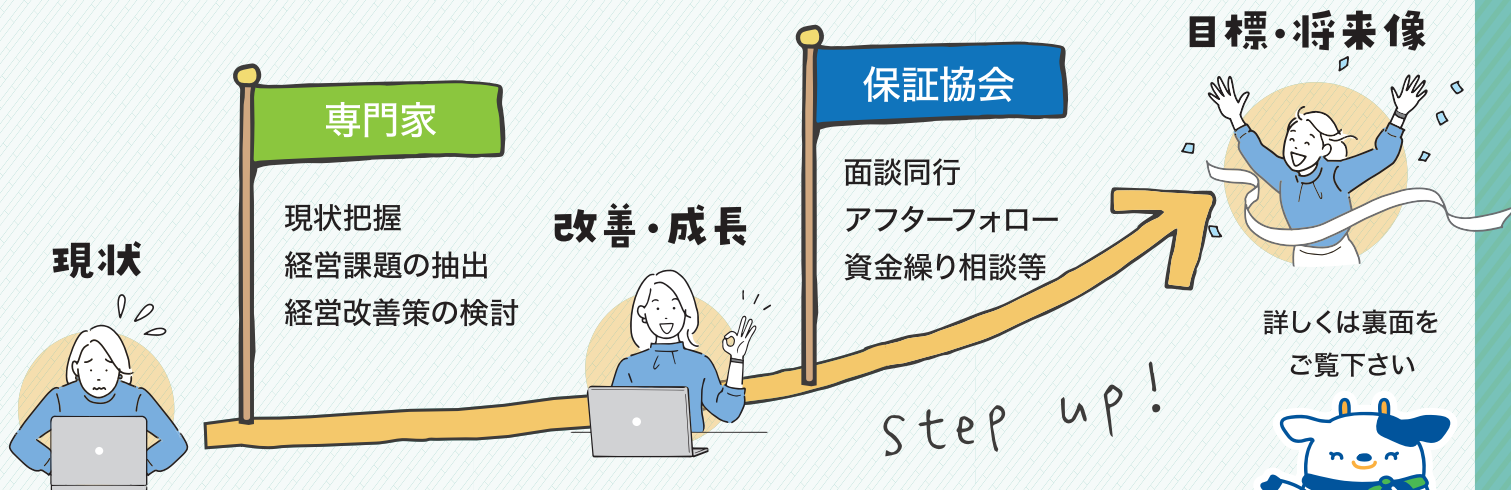 現状
専門家
現状把握
経営課題の抽出
経営改善策の検討
改善・成長
保証協会
面談同行
アフターフォロー
資金繰り相談等
step up!
目標・将来像
詳しくは裏面を
ご覧下さい